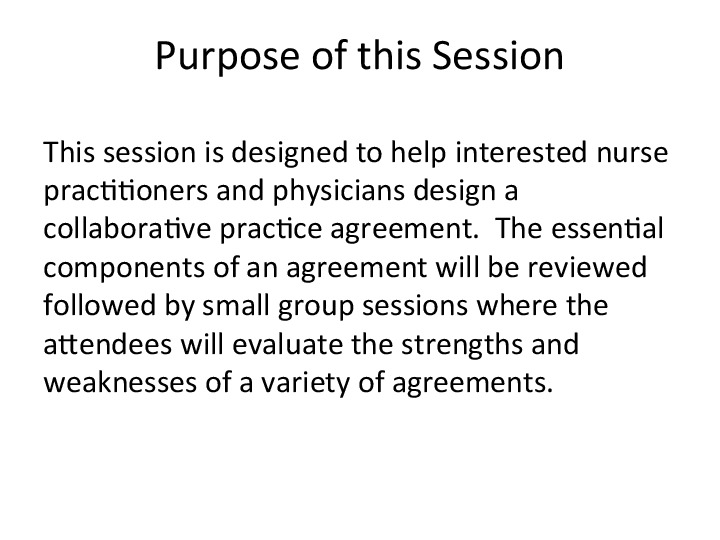 Purpose of this Session
This session is designed to help interested nurse
practitioners and physicians design a
collaborative practice agreement.  The essential
components of an agreement will be reviewed
followed by small group sessions where the
attendees will evaluate the strengths and
weaknesses of a variety of agreements.